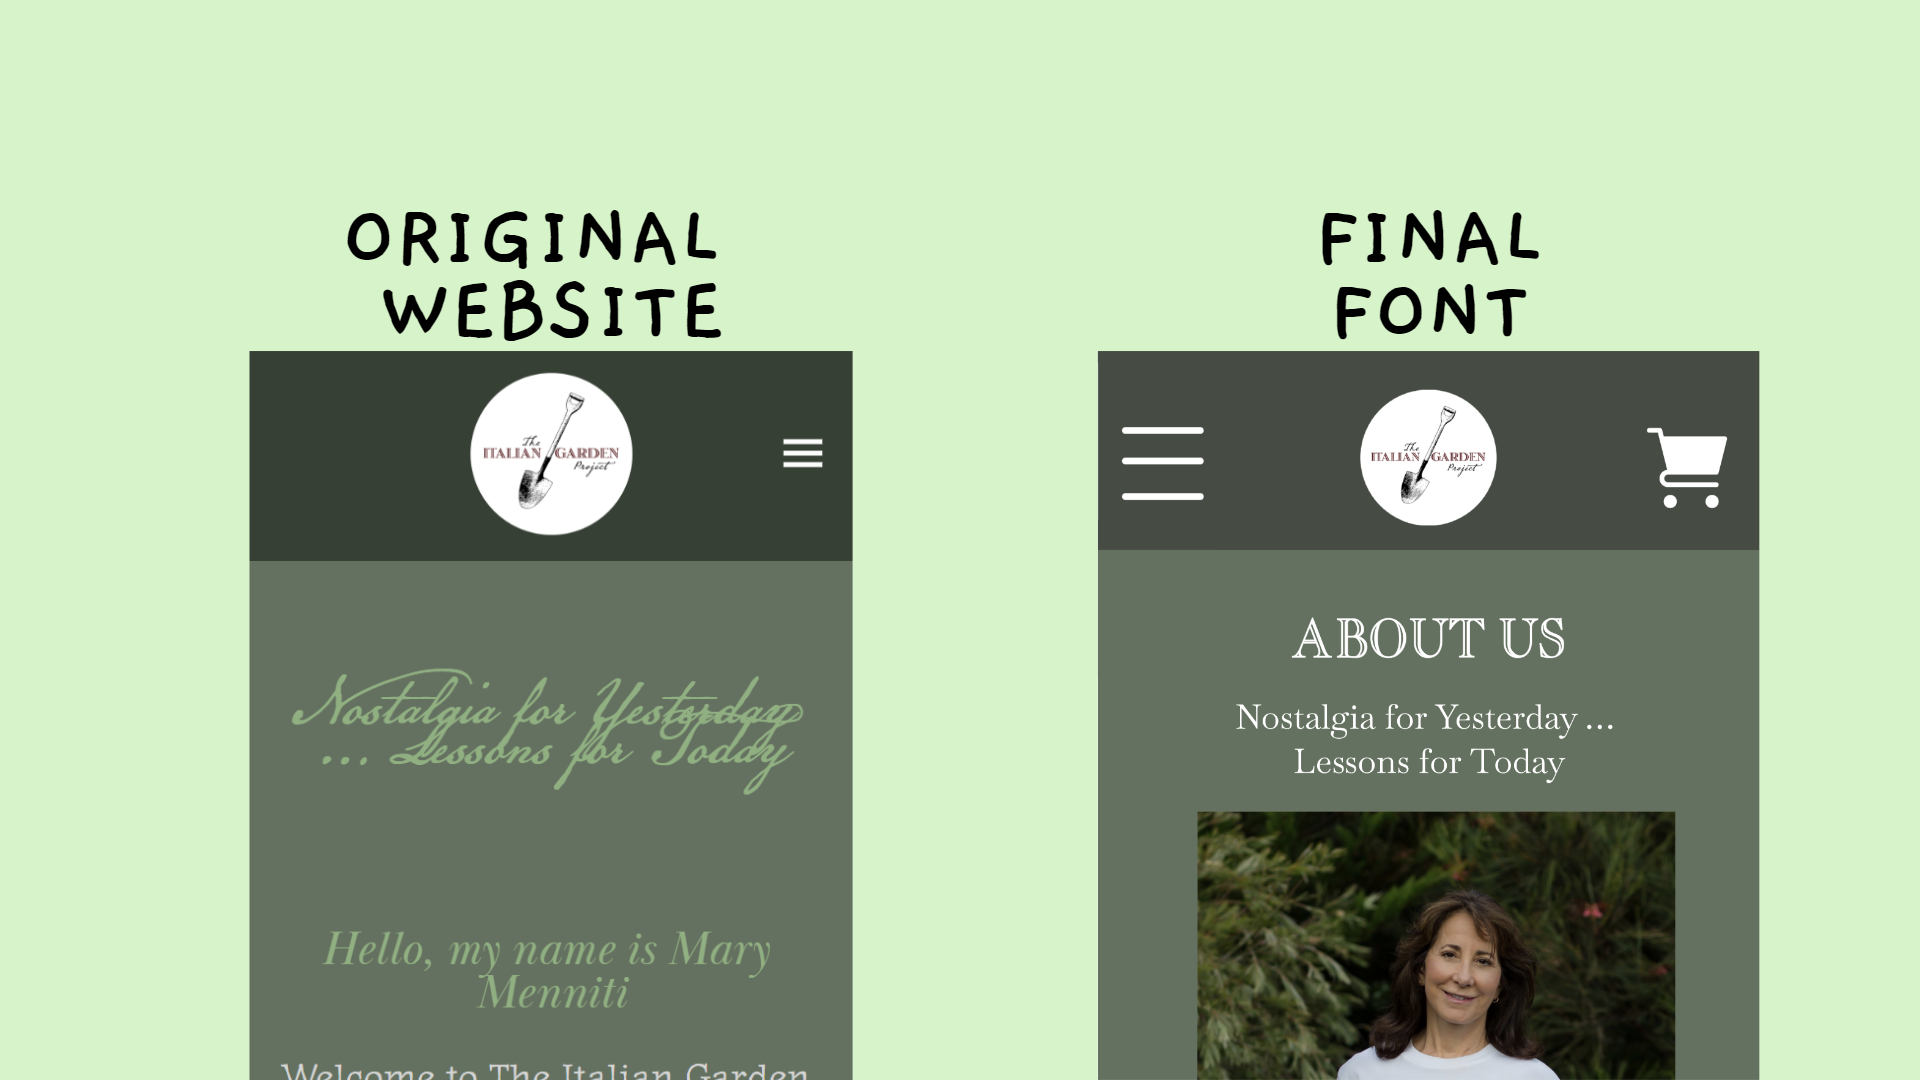 ORIGINAL
WEBSITE
The
ITALIAN GARDEN
Project
Nostalgia for Yesterday
... Lessons for Today
Hello, my name is Mary
Menniti
Welcome to The Italian Garden
FINAL
FONT
The
ITALIAN GARDEN
Project
ABOUT US
Nostalgia for Yesterday ...
Lessons for Today